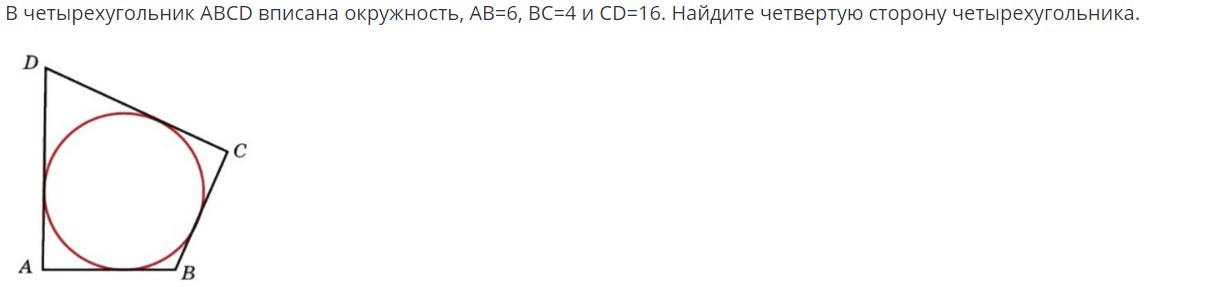 В четырехугольник ABCD вписана окружность, AB=6, BC=4 и CD=16. Найдите четвертую сторону четырехугольника.
D
C
A
B